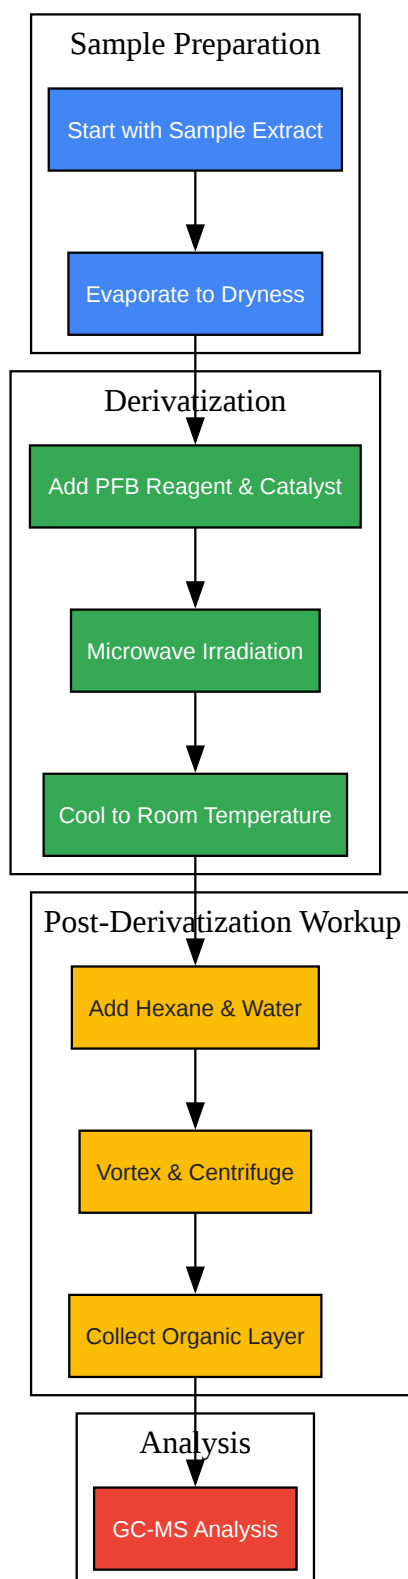 Sample Preparation
Start with Sample Extract
Evaporate to Dryness
Derivatization
Add PFB Reagent & Catalyst
Microwave Irradiation
Cool to Room Temperature
Post-Derivatization Workup
Add Hexane & Water
Vortex & Centrifuge
Collect Organic Layer
Analysis
GC-MS Analysis